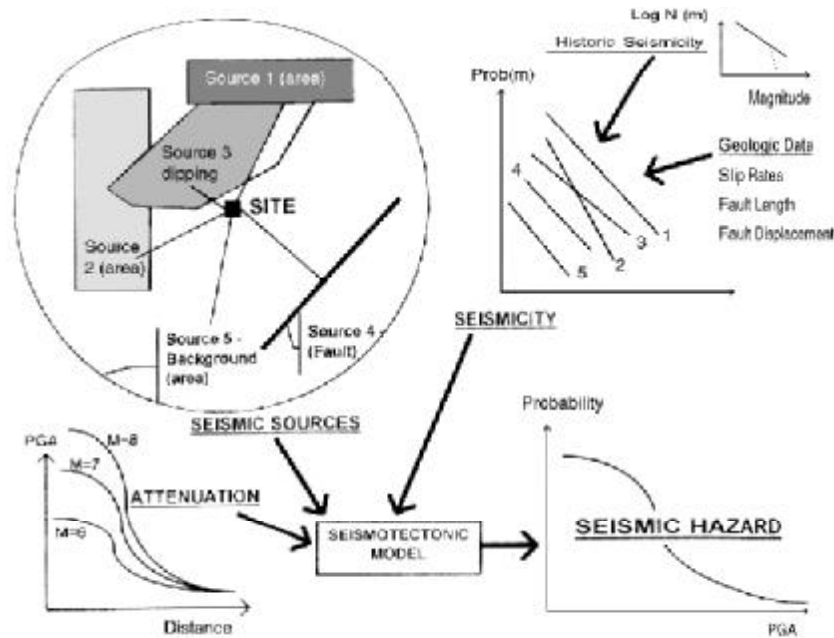 Source 1 (area)
Source 3
dipping
SITE
Source
2 (area)
Source 5 -
Background
(area)
Source 4 -
(Fault)
SEISMIC SOURCES
Log N (m)
Historic Seismicity
Magnitude
Prob(m)
Geologic Data
Slip Rates
Fault Length
Fault Displacement
4
5
2
3
1
SEISMICITY
PGA
M=8
M=7
M=6
ATTENUATION
Distance
SEISMOTECTONIC
MODEL
Probability
SEISMIC HAZARD
PGA